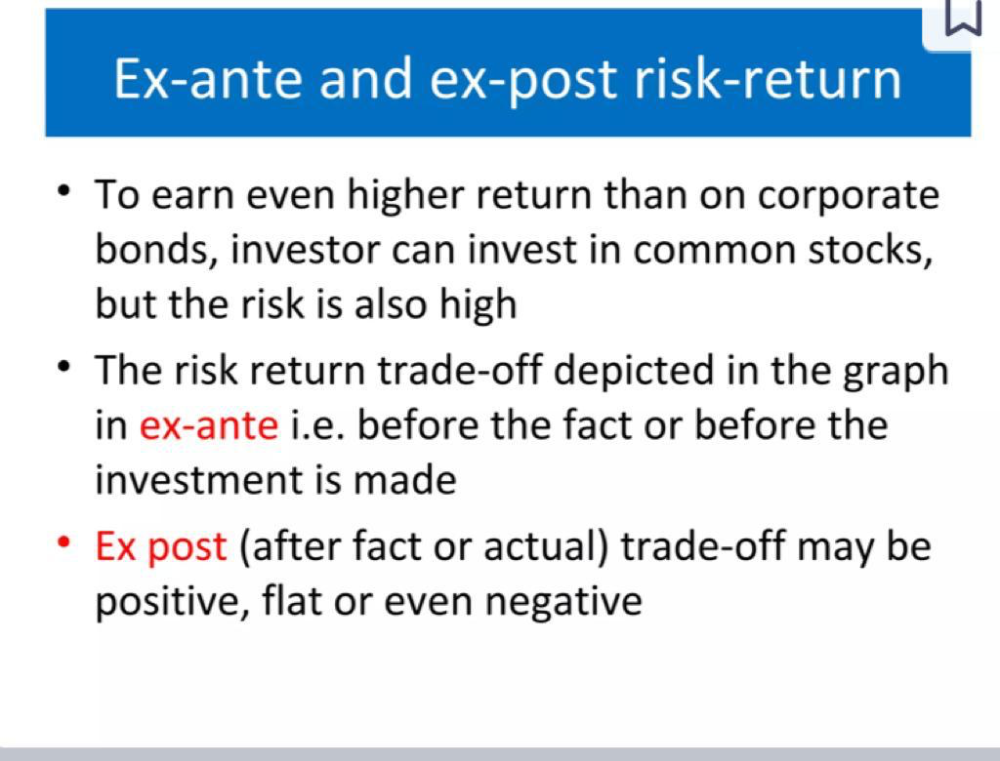 Ex-ante and ex-post risk-return
• To earn even higher return than on corporate
bonds, investor can invest in common stocks,
but the risk is also high
• The risk return trade-off depicted in the graph
in ex-ante i.e. before the fact or before the
investment is made
• Ex post (after fact or actual) trade-off may be
positive, flat or even negative